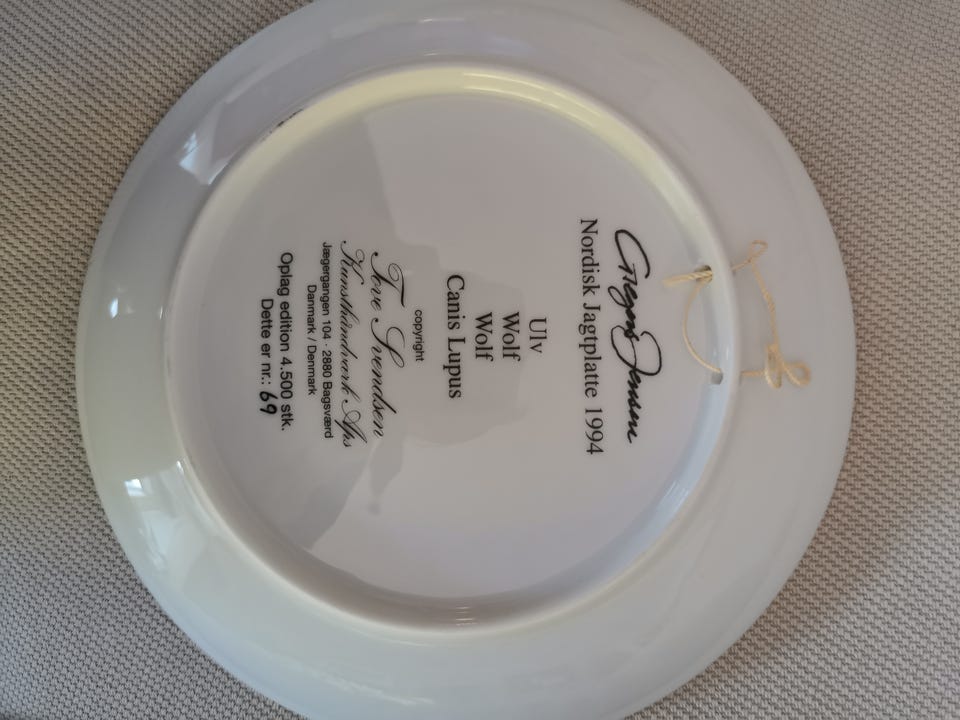 Mogens Jensen
Nordisk Jagtplatte 1994
Ulv
Wolf
Wolf
Canis Lupus
copyright
Tove Svendsen
Kunsthåndværk Aps
Jægergangen 104 - 2880 Bagsværd
Danmark / Denmark
Oplag edition 4.500 stk.
Dette er nr.: 69